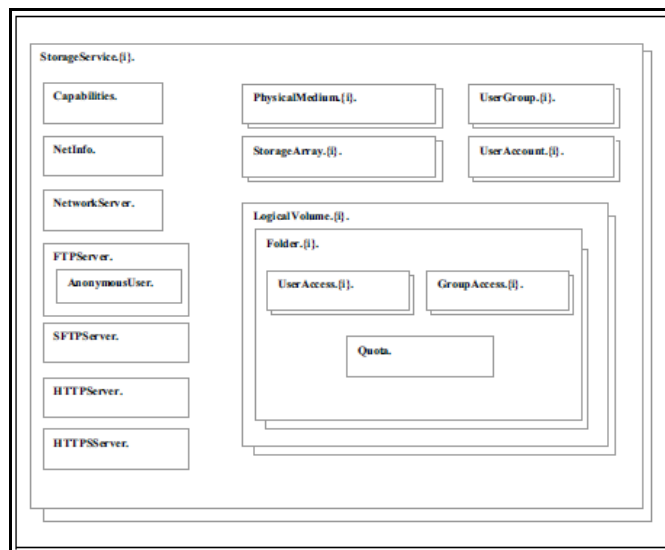 StorageService.{i}.
Capabilities.
PhysicalMedium.{i}.
UserGroup.{i}.
NetInfo.
StorageArray.{i}.
UserAccount.{i}.
NetworkServer.
LogicalVolume.{i}.
Folder.{i}.
FTPServer.
AnonymousUser.
UserAccess.{i}.
GroupAccess.{i}.
SFTPServer.
Quota.
HTTPServer.
HTTPSServer.